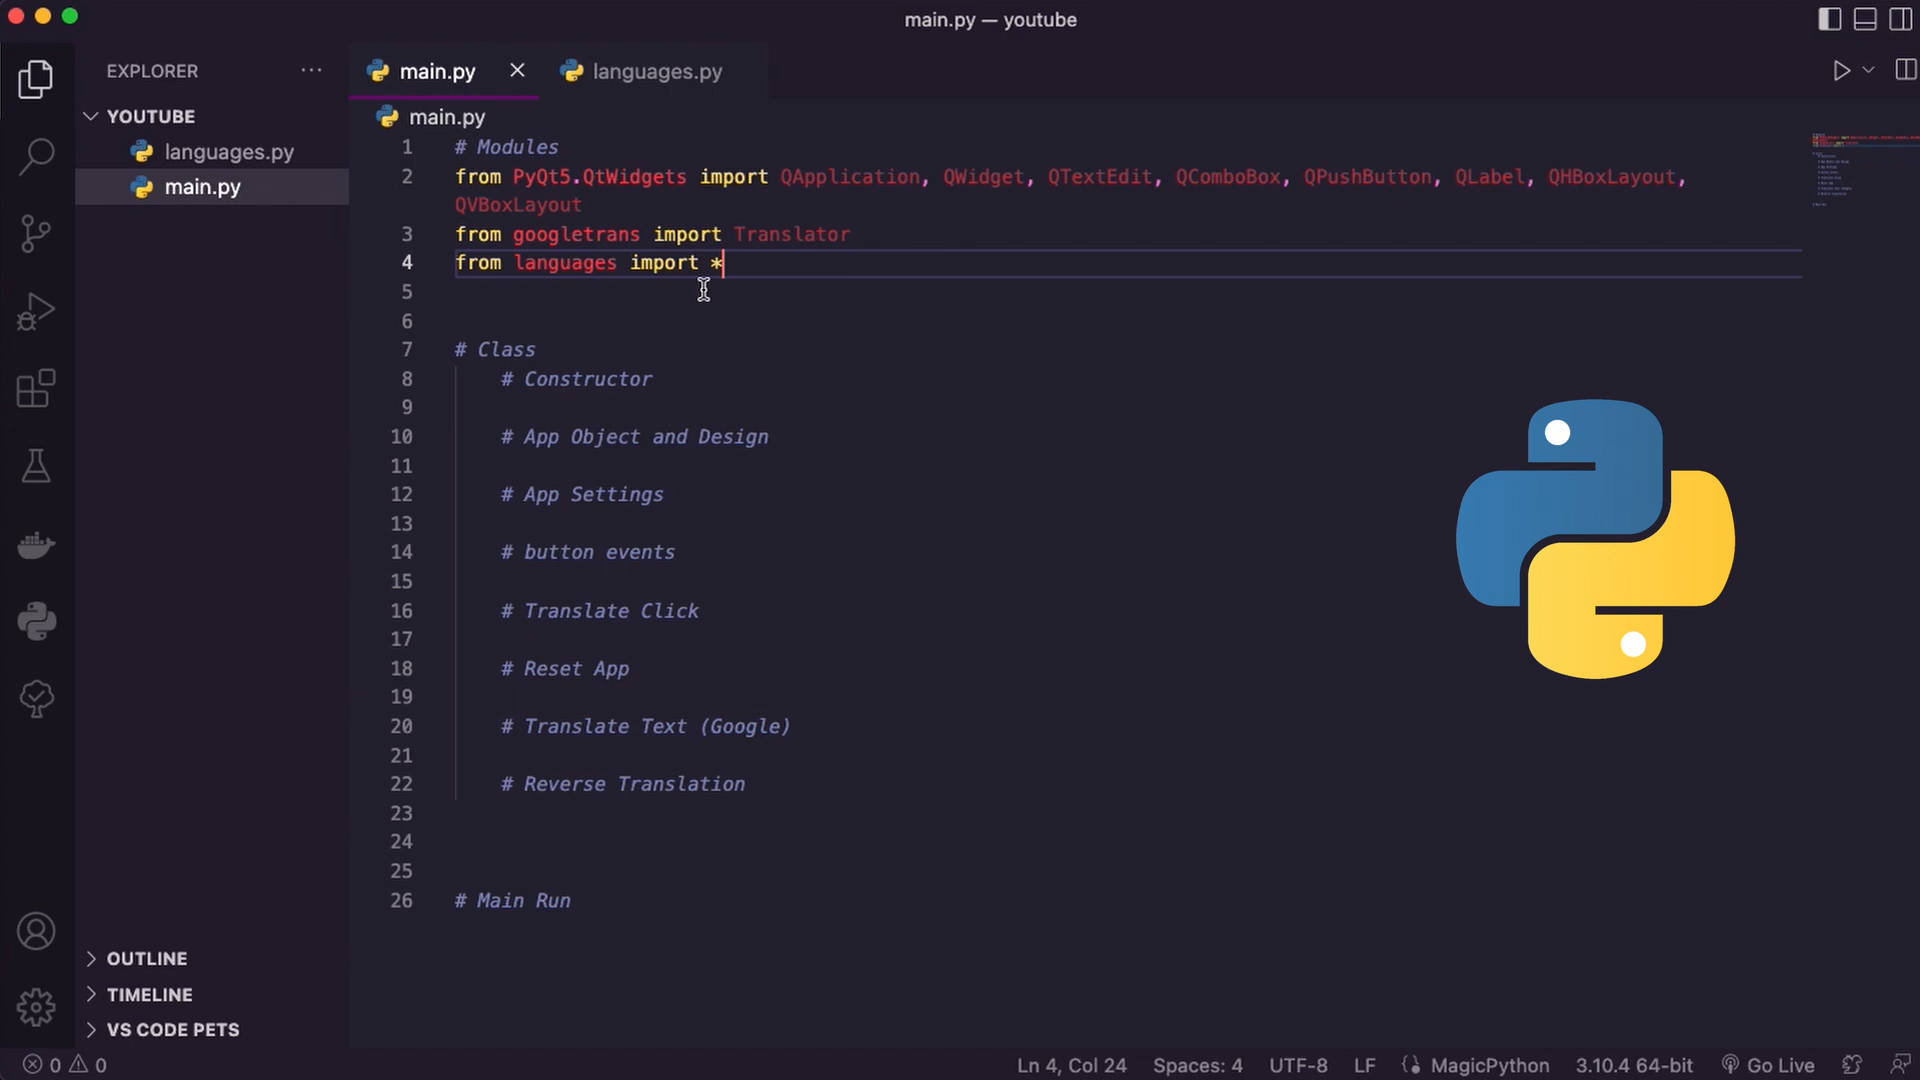 main.py — youtube
EXPLORER
YOUTUBE
languages.py
main.py
OUTLINE
TIMELINE
VS CODE PETS
main.py
languages.py
main.py
1 # Modules
2 from PyQt5.QtWidgets import QApplication, QWidget, QTextEdit, QComboBox, QPushButton, QLabel, QHBoxLayout,
QVBoxLayout
3 from googletrans import Translator
4 from languages import *
5
6
7 # Class
8 # Constructor
9
10 # App Object and Design
11
12 # App Settings
13
14 # button events
15
16 # Translate Click
17
18 # Reset App
19
20 # Translate Text (Google)
21
22 # Reverse Translation
23
24
25
26 # Main Run
0 0
Ln 4, Col 24 Spaces: 4 UTF-8 LF MagicPython 3.10.4 64-bit Go Live